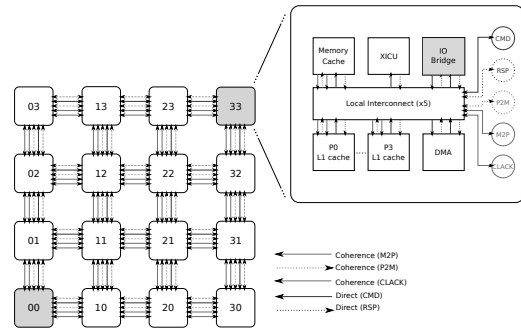 Memory
Cache
XICU
IO
Bridge
CMD
RSP
P2M
M2P
CLACK
Local Interconnect (x5)
P0
L1 cache
P3
L1 cache
DMA
03 13 23 33
02 12 22 32
01 11 21 31
00 10 20 30
Coherence (M2P)
Coherence (P2M)
Coherence (CLACK)
Direct (CMD)
Direct (RSP)